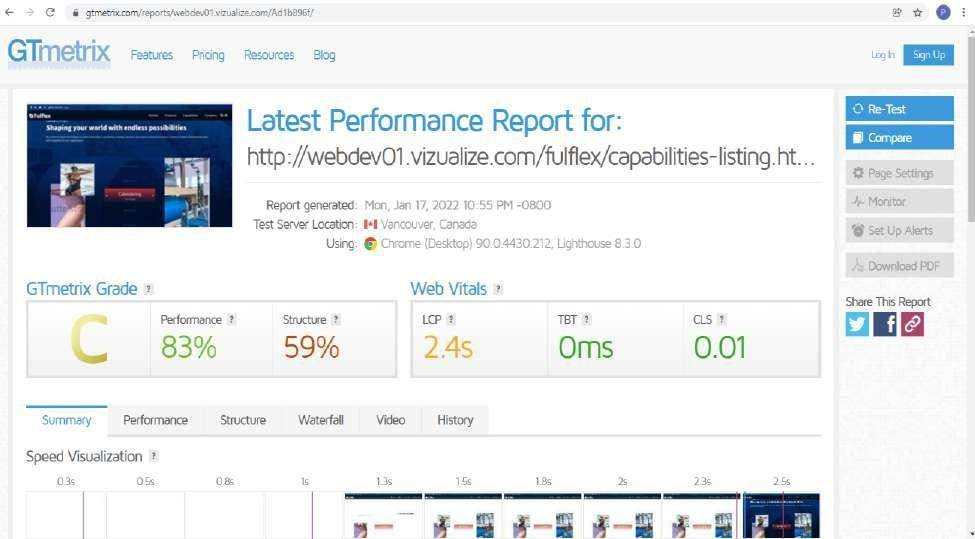 gtmetrix.com/reports/webdev01.vizualize.com/Ad1b896f/
P
GTmetrix
Features Pricing Resources Blog
Log In Sign Up
Fulflex
Shaping your world with endless possibilities
Calendering
Latest Performance Report for:
http://webdev01.vizualize.com/fulflex/capabilities-listing.ht...
Report generated: Mon, Jan 17, 2022 10:55 PM -0800
Test Server Location: Vancouver, Canada
Using: Chrome (Desktop) 90.0.4430.212, Lighthouse 8.3.0
Re-Test
Compare
Page Settings
Monitor
Set Up Alerts
Download PDF
Share This Report
GTmetrix Grade ?
C
Performance ?
83%
Structure ?
59%
Web Vitals ?
LCP ?
2.4s
TBT ?
0ms
CLS ?
0.01
Summary Performance Structure Waterfall Video History
Speed Visualization ?
0.3s 0.5s 0.8s 1s 1.3s 1.5s 1.8s 2s 2.3s 2.5s